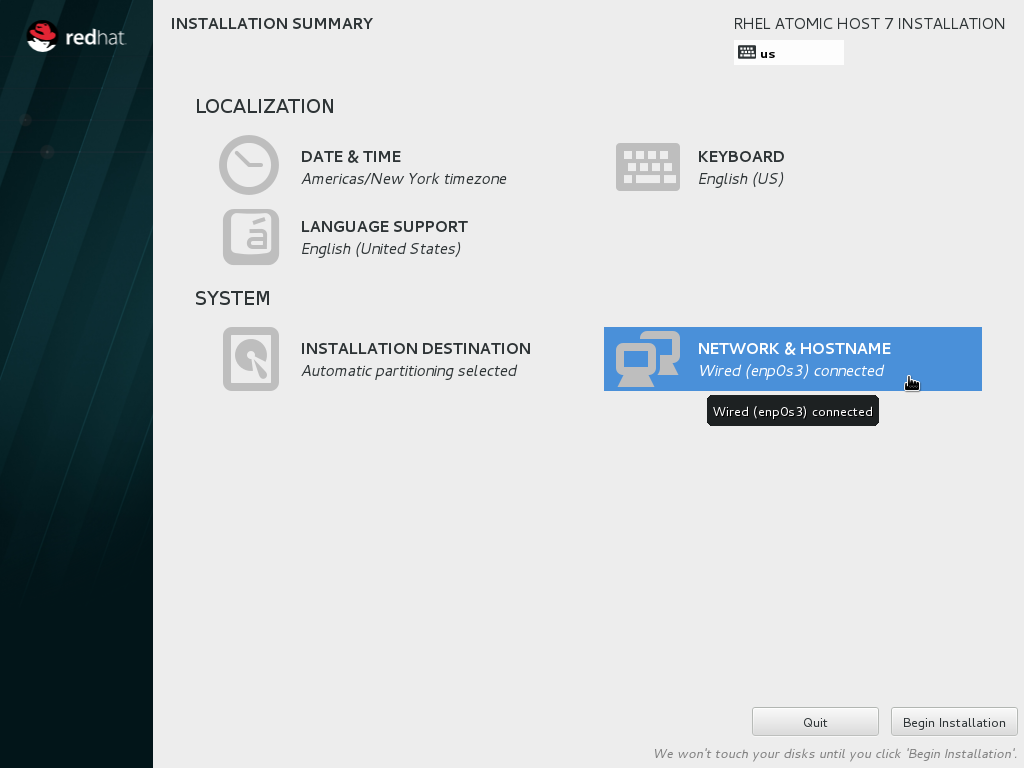 redhat.
INSTALLATION SUMMARY
RHEL ATOMIC HOST 7 INSTALLATION
us
LOCALIZATION
DATE & TIME
Americas/New York timezone
KEYBOARD
English (US)
á
LANGUAGE SUPPORT
English (United States)
SYSTEM
INSTALLATION DESTINATION
Automatic partitioning selected
NETWORK & HOSTNAME
Wired (enp0s3) connected
Wired (enp0s3) connected
Quit
Begin Installation
We won't touch your disks until you click 'Begin Installation'.